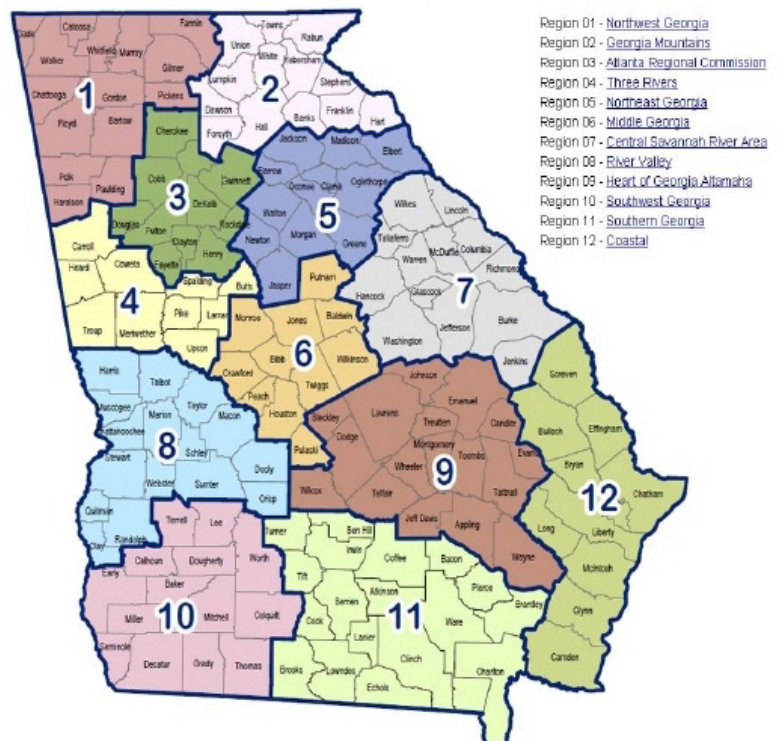 Region 01 - Northwest Georgia
Region 02 - Georgia Mountains
Region 03 - Atlanta Regional Commission
Region 04 - Three Rivers
Region 05 - Northeast Georgia
Region 06 - Middle Georgia
Region 07 - Central Savannah River Area
Region 08 - River Valley
Region 09 - Heart of Georgia Altamaha
Region 10 - Southwest Georgia
Region 11 - Southern Georgia
Region 12 - Coastal
1
Dade
Catoosa
Fannin
Whitfield
Murray
Walker
Gilmer
Chattooga
Gordon
Pickens
Floyd
Bartow
Polk
Paulding
Haralson
2
Towns
Rabun
Union
White
Habersham
Lumpkin
Stephens
Dawson
Banks
Franklin
Forsyth
Hall
Hart
3
Cherokee
Cobb
Gwinnett
DeKalb
Douglas
Fulton
Rockdale
Clayton
Fayette
Henry
4
Carroll
Heard
Coweta
Spalding
Butts
Pike
Lamar
Troup
Meriwether
Upson
5
Jackson
Madison
Elbert
Barrow
Oconee
Clarke
Oglethorpe
Walton
Newton
Morgan
Greene
Jasper
6
Putnam
Monroe
Jones
Baldwin
Bibb
Wilkinson
Crawford
Peach
Twiggs
Houston
Pulaski
7
Wilkes
Lincoln
Taliaferro
McDuffie
Columbia
Warren
Richmond
Hancock
Glascock
Jefferson
Burke
Washington
Jenkins
8
Harris
Talbot
Taylor
Muscogee
Marion
Macon
Chattahoochee
Schley
Stewart
Dooly
Webster
Sumter
Crisp
Quitman
Clay
Randolph
9
Johnson
Emanuel
Bleckley
Laurens
Treutlen
Candler
Dodge
Montgomery
Toombs
Evans
Wheeler
Wilcox
Telfair
Tattnall
Jeff Davis
Appling
Wayne
10
Terrell
Lee
Calhoun
Dougherty
Worth
Early
Baker
Miller
Mitchell
Colquitt
Seminole
Decatur
Grady
Thomas
11
Turner
Ben Hill
Irwin
Coffee
Bacon
Tift
Pierce
Atkinson
Berrien
Brantley
Cook
Ware
Lanier
Clinch
Brooks
Lowndes
Echols
Charlton
12
Screven
Bulloch
Effingham
Bryan
Chatham
Long
Liberty
McIntosh
Glynn
Camden